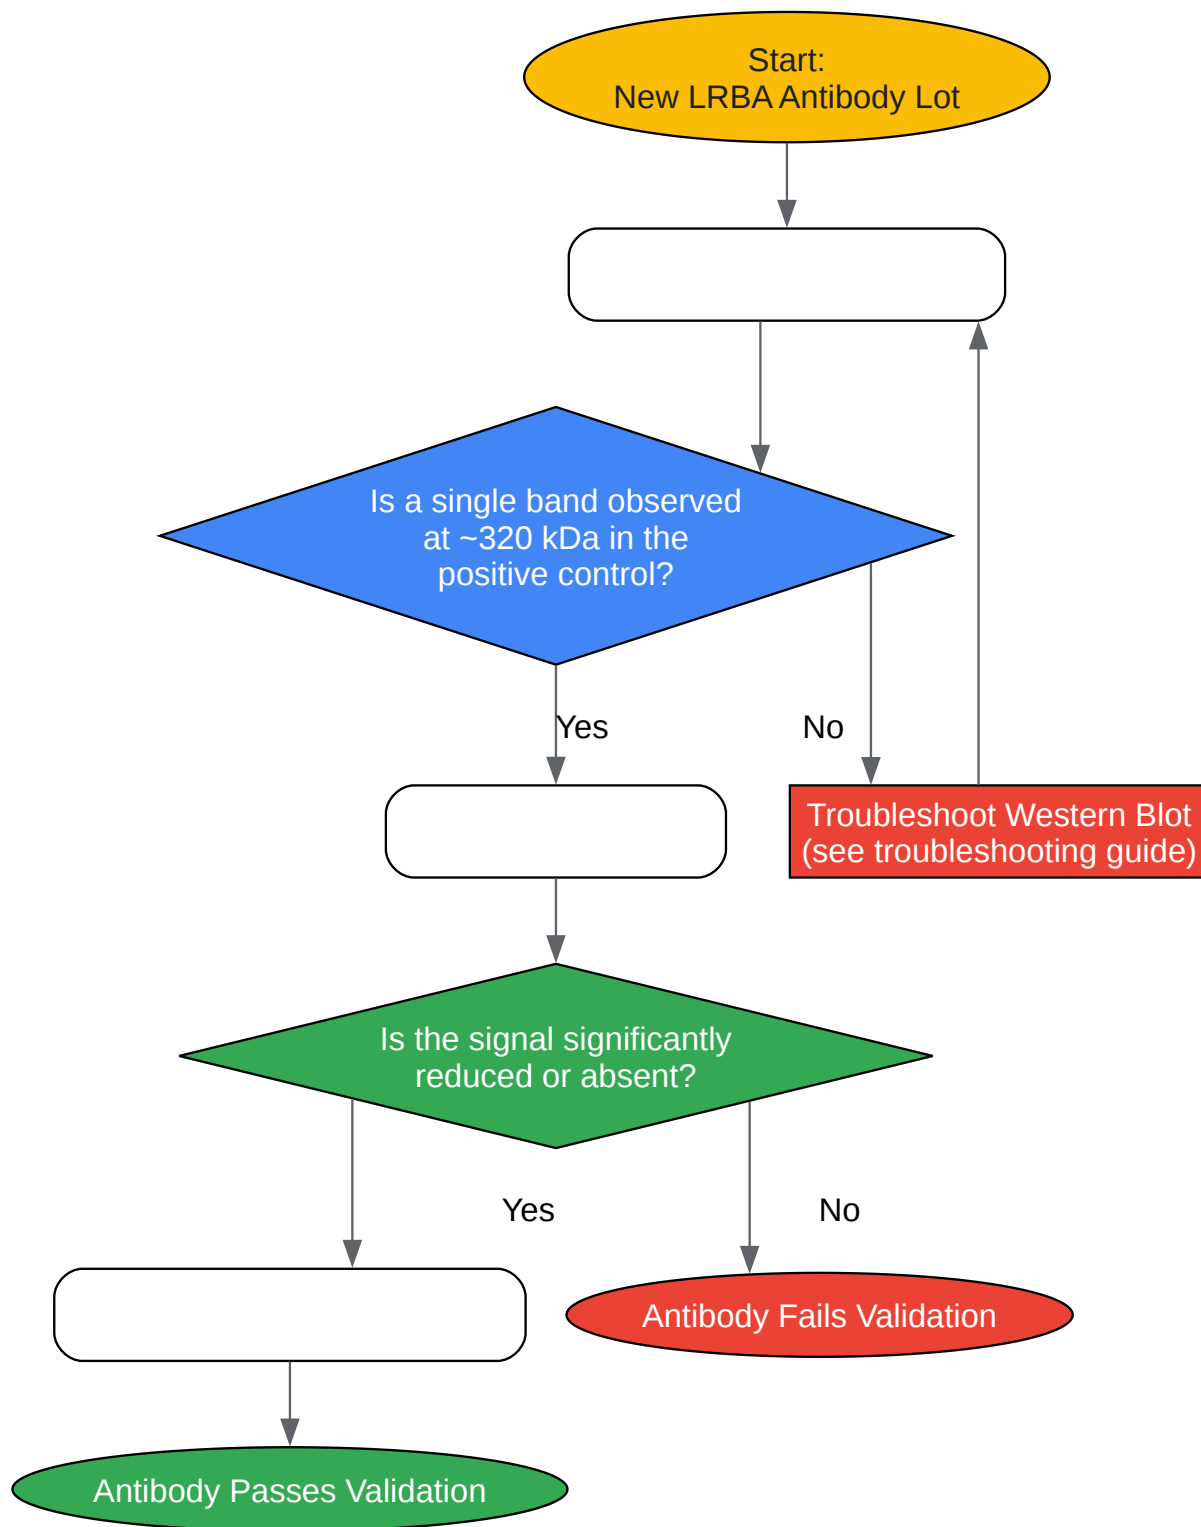 Start:
New LRBA Antibody Lot
Is a single band observed
at ~320 kDa in the
positive control?
Yes
No
Troubleshoot Western Blot
(see troubleshooting guide)
Is the signal significantly
reduced or absent?
Yes
No
Antibody Fails Validation
Antibody Passes Validation